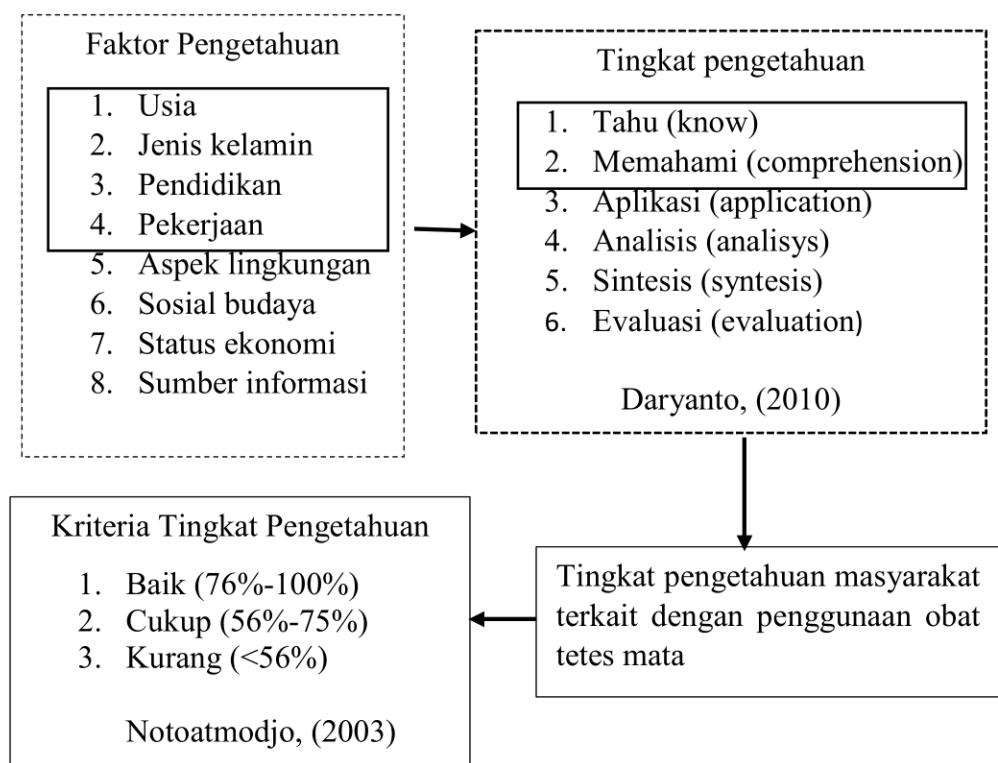 Faktor Pengetahuan
1. Usia
2. Jenis kelamin
3. Pendidikan
4. Pekerjaan
5. Aspek lingkungan
6. Sosial budaya
7. Status ekonomi
8. Sumber informasi
Tingkat pengetahuan
1. Tahu (know)
2. Memahami (comprehension)
3. Aplikasi (application)
4. Analisis (analisys)
5. Sintesis (syntesis)
6. Evaluasi (evaluation)
Daryanto, (2010)
Tingkat pengetahuan masyarakat
terkait dengan penggunaan obat
tetes mata
Kriteria Tingkat Pengetahuan
1. Baik (76%-100%)
2. Cukup (56%-75%)
3. Kurang (<56%)
Notoatmodjo, (2003)